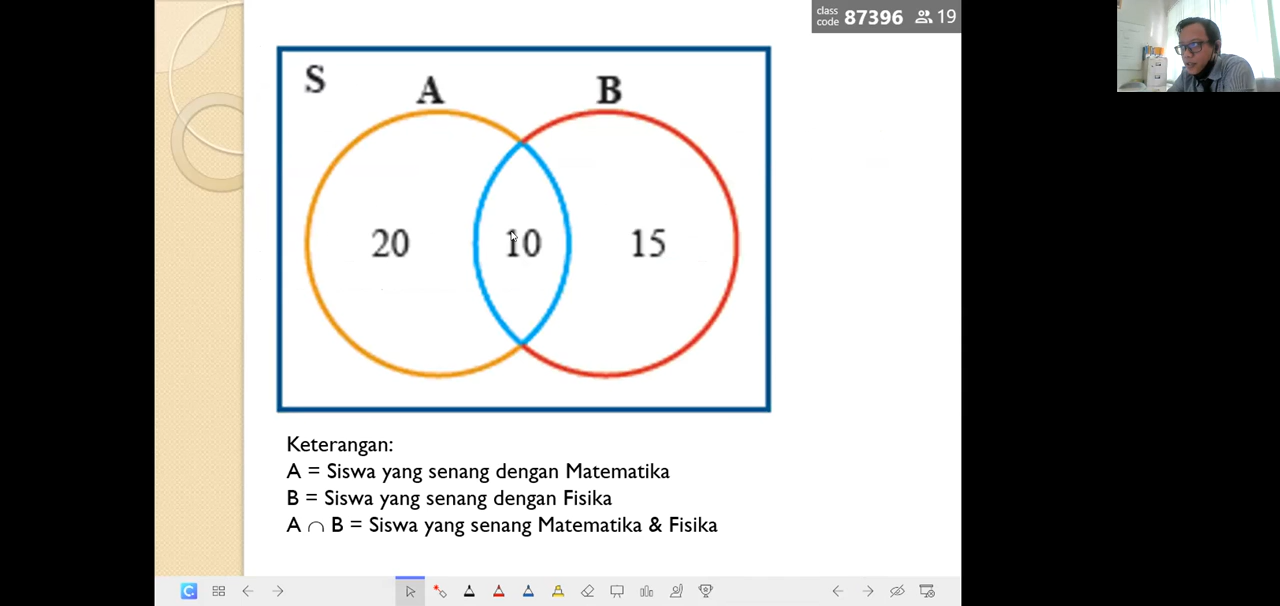 class code 87396 19
S
A B
20 10 15
Keterangan:
A = Siswa yang senang dengan Matematika
B = Siswa yang senang dengan Fisika
A ∩ B = Siswa yang senang Matematika & Fisika